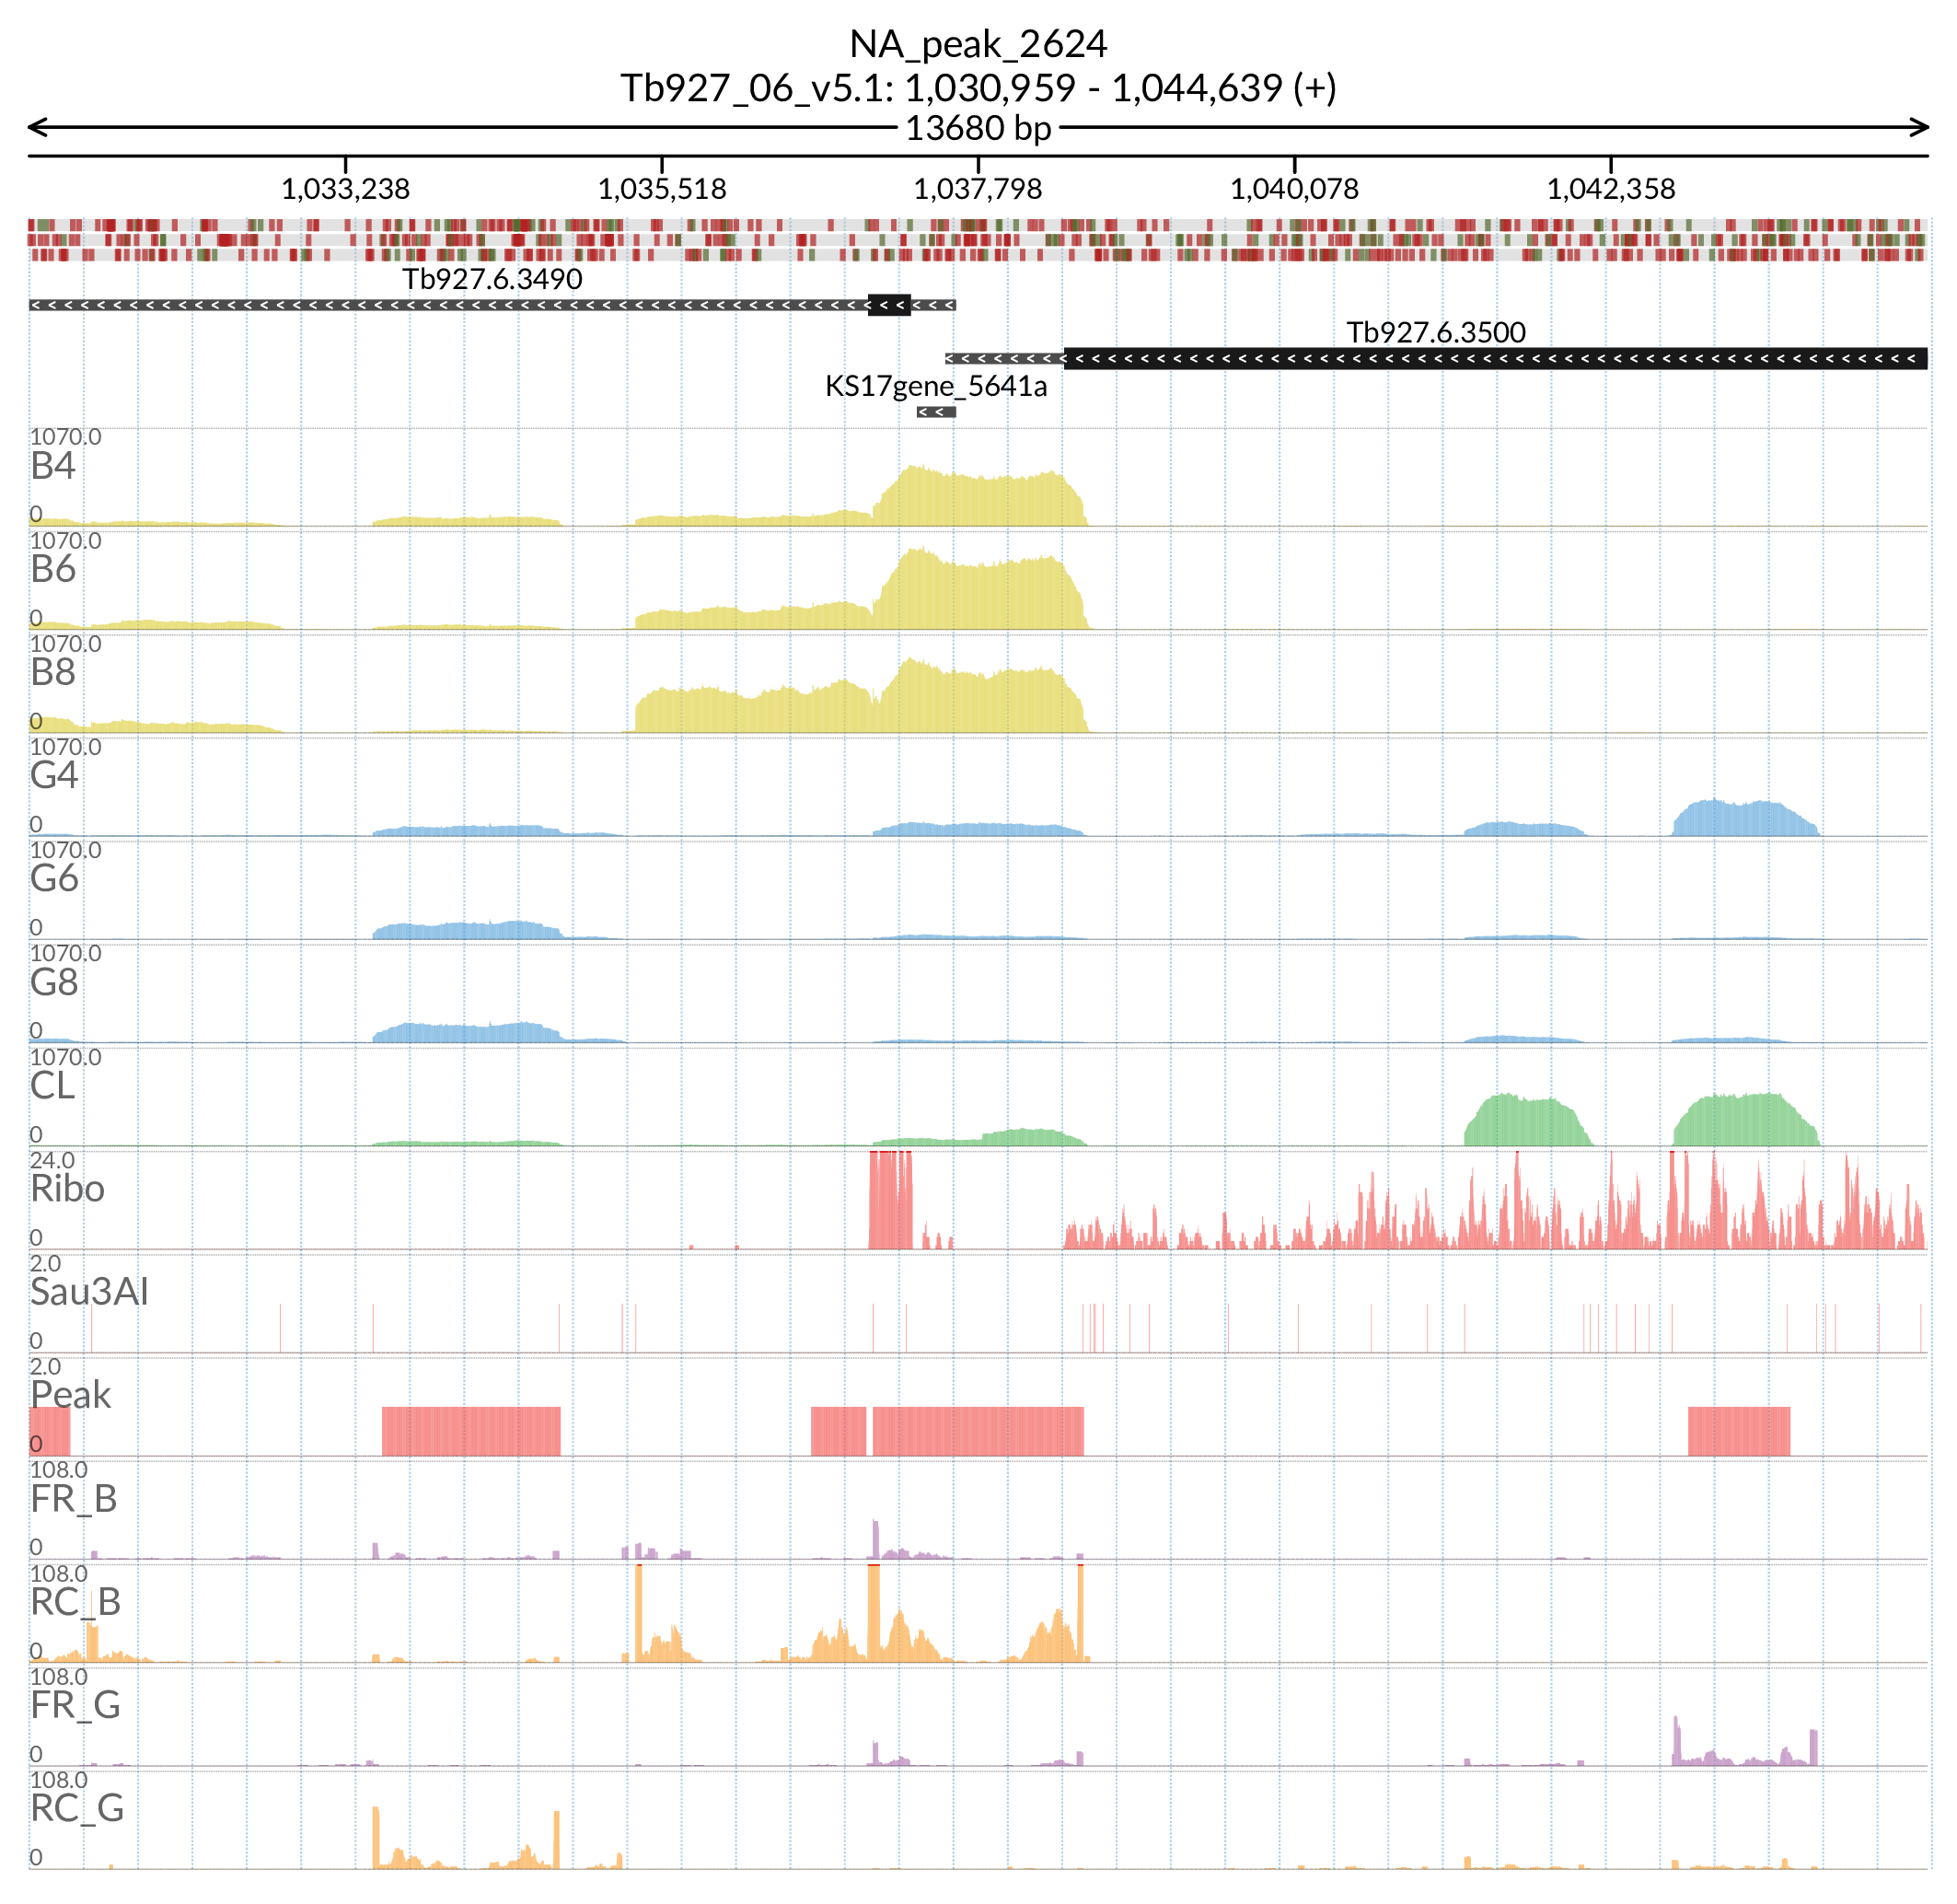 NA_peak_2624
Tb927_06_v5.1: 1,030,959 - 1,044,639 (+)
13680 bp
1,033,238 1,035,518 1,037,798 1,040,078 1,042,358
Tb927.6.3490
Tb927.6.3500
KS17gene_5641a
1070.0
B4
0
1070.0
B6
0
1070.0
B8
0
1070.0
G4
0
1070.0
G6
0
1070.0
G8
0
1070.0
CL
0
24.0
Ribo
0
2.0
Sau3AI
0
2.0
Peak
0
108.0
FR_B
0
108.0
RC_B
0
108.0
FR_G
0
108.0
RC_G
0